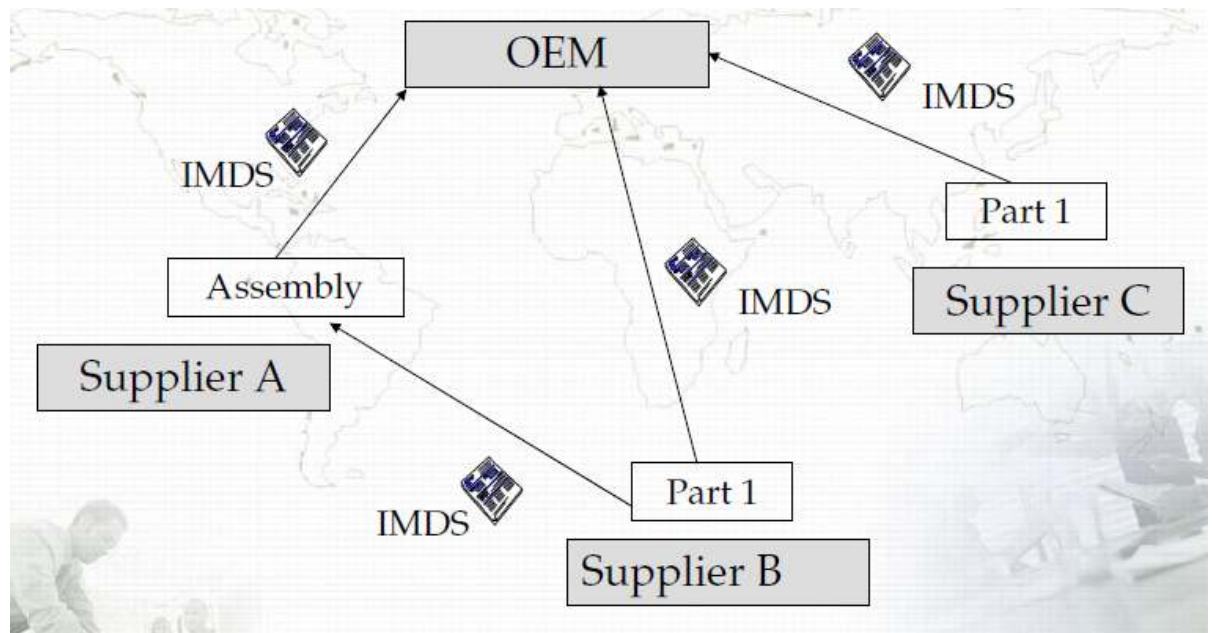 OEM
IMDS
IMDS
Part 1
Assembly
IMDS
Supplier C
Supplier A
Part 1
IMDS
Supplier B